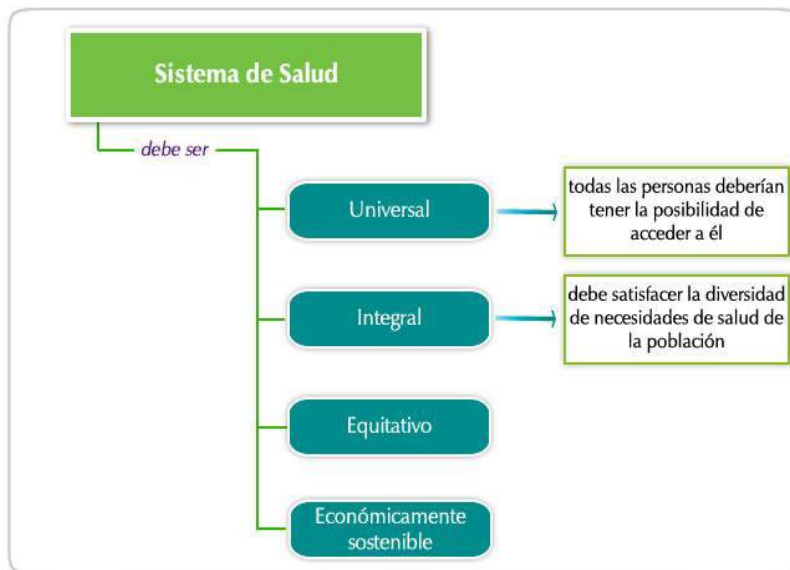 Sistema de Salud
debe ser
Universal
todas las personas deberían
tener la posibilidad de
acceder a él
Integral
debe satisfacer la diversidad
de necesidades de salud de
la población
Equitativo
Económicamente
sostenible